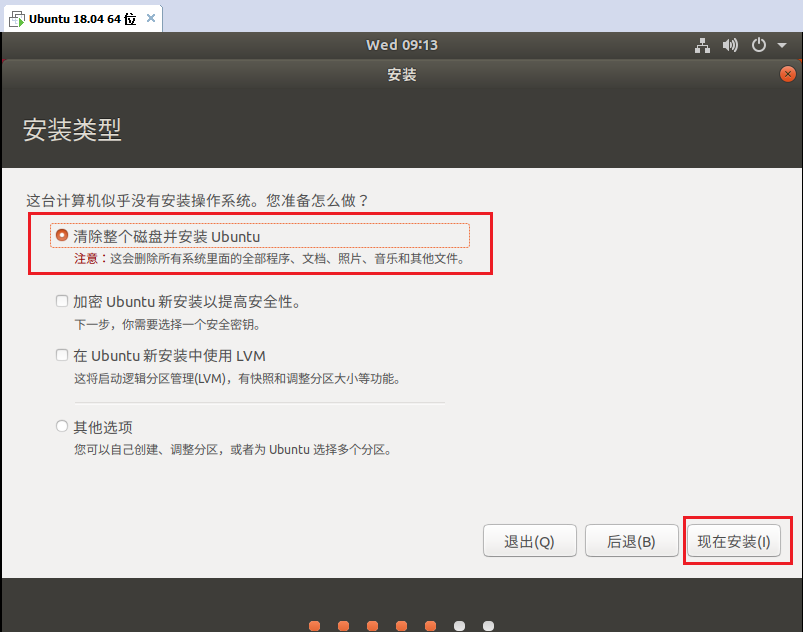 Ubuntu 18.04 64 位
Wed 09:13
安装
安装类型
这台计算机似乎没有安装操作系统。您准备怎么做？
清除整个磁盘并安装 Ubuntu
注意：这会删除所有系统里面的全部程序、文档、照片、音乐和其他文件。
加密 Ubuntu 新安装以提高安全性。
下一步，你需要选择一个安全密钥。
在 Ubuntu 新安装中使用 LVM
这将启动逻辑分区管理(LVM)，有快照和调整分区大小等功能。
其他选项
您可以自己创建、调整分区，或者为 Ubuntu 选择多个分区。
退出(Q) 后退(B) 现在安装(I)